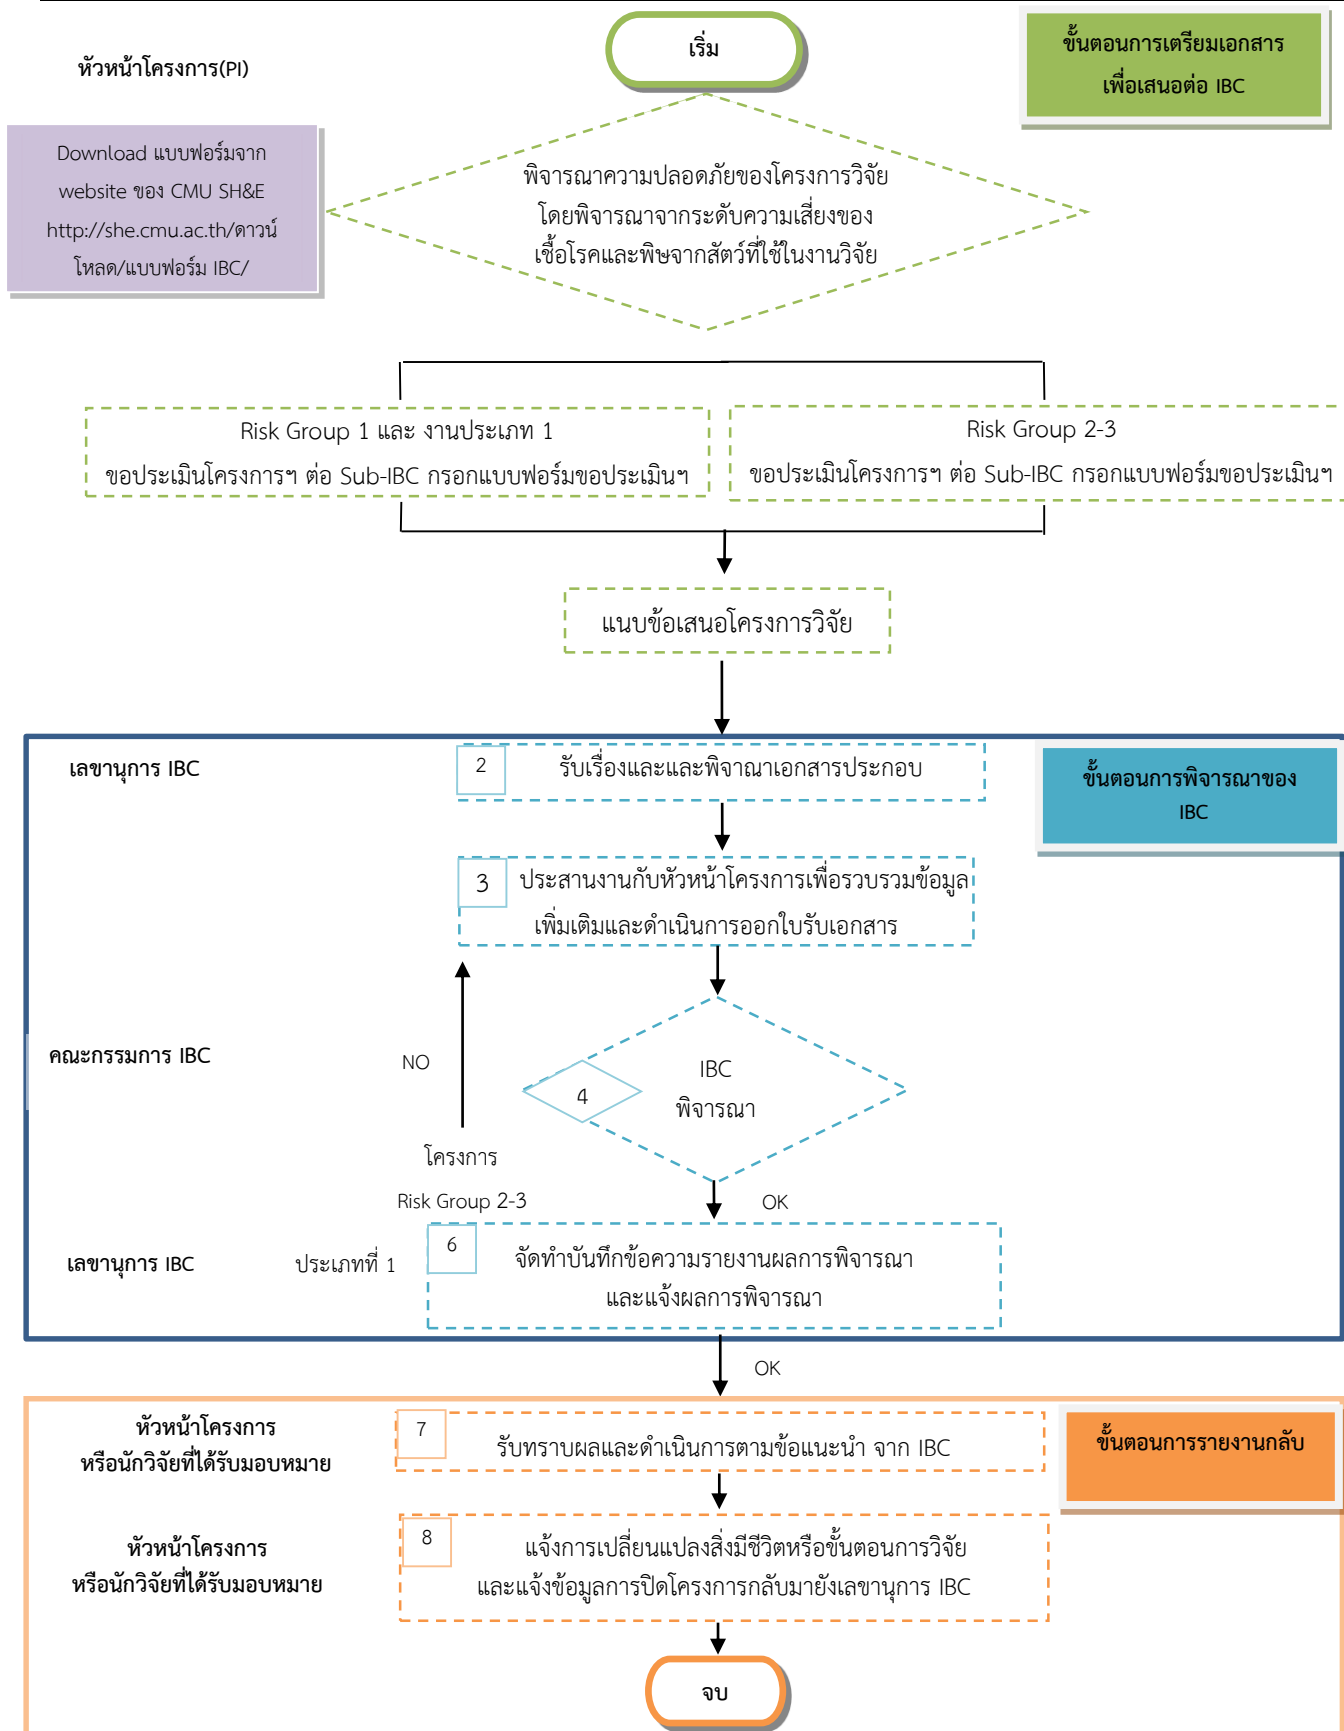 เริ่ม
ขั้นตอนการเตรียมเอกสาร
เพื่อเสนอต่อ IBC
หัวหน้าโครงการ(PI)
Download แบบฟอร์มจาก
website ของ CMU SH&E
http://she.cmu.ac.th/ดาวน์
โหลด/แบบฟอร์ม IBC/
พิจารณาความปลอดภัยของโครงการวิจัย
โดยพิจารณาจากระดับความเสี่ยงของ
เชื้อโรคและพิษจากสัตว์ที่ใช้ในงานวิจัย
Risk Group 1 และ งานประเภท 1
ขอประเมินโครงการฯ ต่อ Sub-IBC กรอกแบบฟอร์มขอประเมินฯ
Risk Group 2-3
ขอประเมินโครงการฯ ต่อ Sub-IBC กรอกแบบฟอร์มขอประเมินฯ
แนบข้อเสนอโครงการวิจัย
เลขานุการ IBC
2
รับเรื่องและและพิจาณาเอกสารประกอบ
ขั้นตอนการพิจารณาของ
IBC
3
ประสานงานกับหัวหน้าโครงการเพื่อรวบรวมข้อมูล
เพิ่มเติมและดำเนินการออกใบรับเอกสาร
คณะกรรมการ IBC
NO
4
IBC
พิจารณา
โครงการ
Risk Group 2-3
OK
เลขานุการ IBC
ประเภทที่ 1
6
จัดทำบันทึกข้อความรายงานผลการพิจารณา
และแจ้งผลการพิจารณา
OK
หัวหน้าโครงการ
หรือนักวิจัยที่ได้รับมอบหมาย
7
รับทราบผลและดำเนินการตามข้อแนะนำ จาก IBC
ขั้นตอนการรายงานกลับ
หัวหน้าโครงการ
หรือนักวิจัยที่ได้รับมอบหมาย
8
แจ้งการเปลี่ยนแปลงสิ่งมีชีวิตหรือขั้นตอนการวิจัย
และแจ้งข้อมูลการปิดโครงการกลับมายังเลขานุการ IBC
จบ